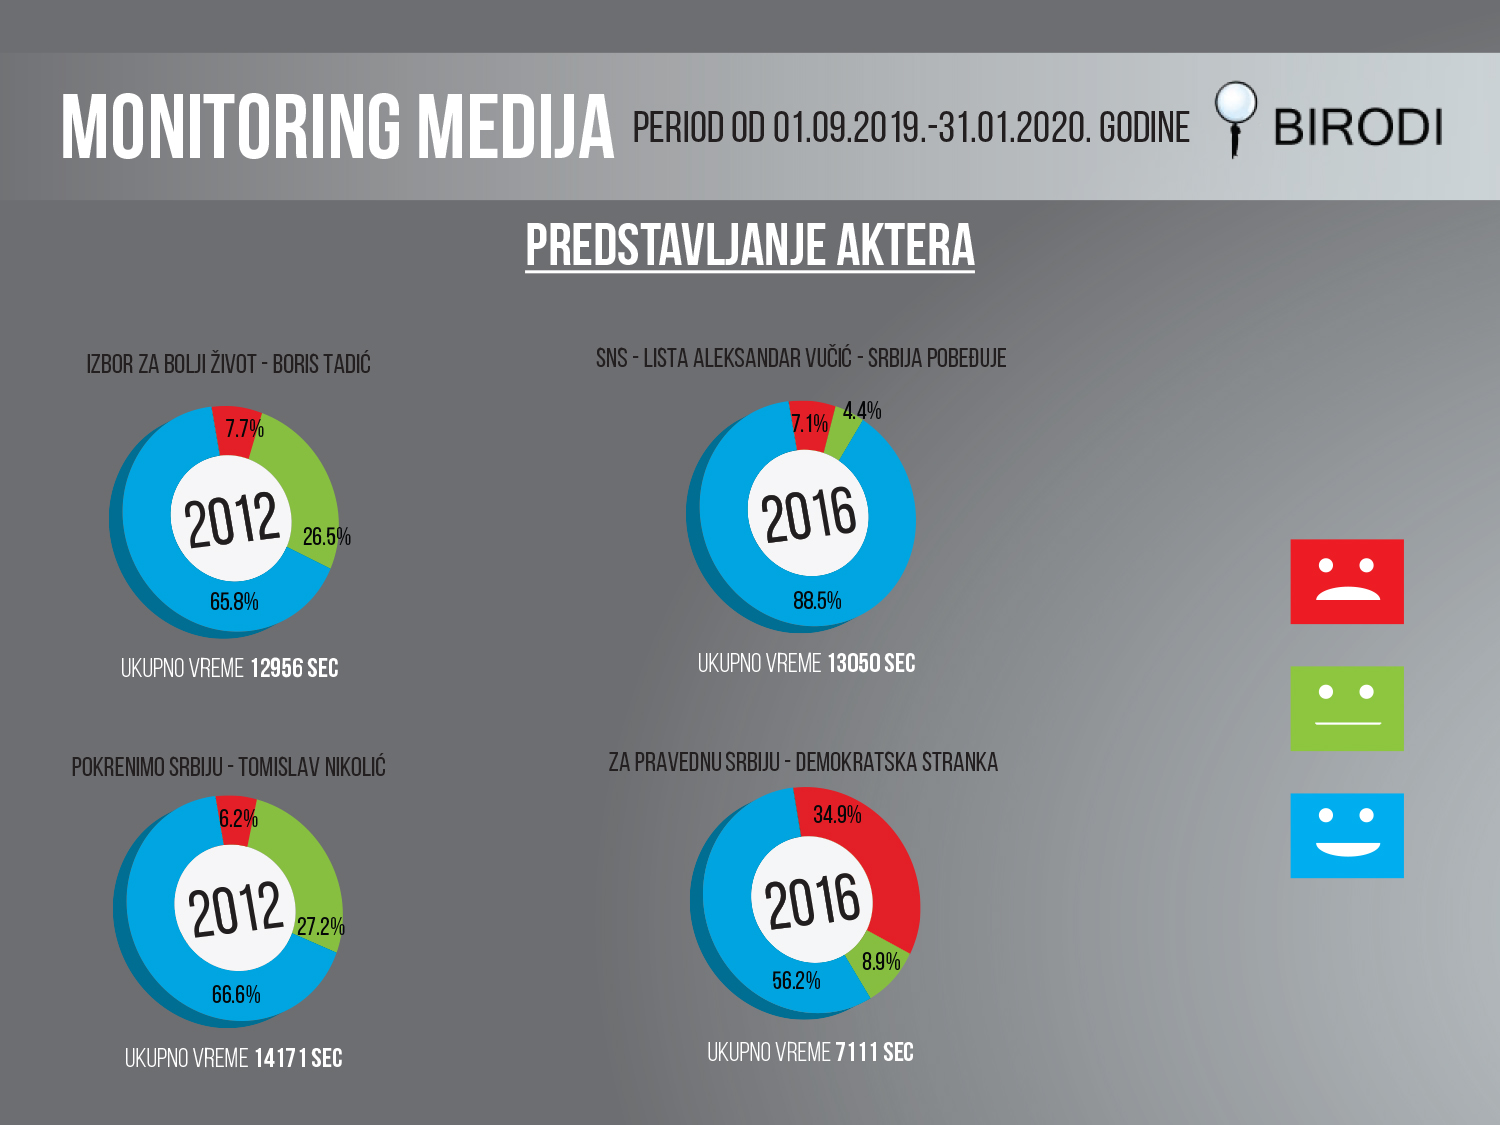 MONITORING MEDIJA PERIOD OD 01.09.2019.-31.01.2020. GODINE BIRODI
PREDSTAVLJANJE AKTERA
IZBOR ZA BOLJI ŽIVOT - BORIS TADIĆ
7.7%
2012
26.5%
65.8%
UKUPNO VREME 12956 SEC
SNS - LISTA ALEKSANDAR VUČIĆ - SRBIJA POBEĐUJE
7.1%
4.4%
2016
88.5%
UKUPNO VREME 13050 SEC
POKRENIMO SRBIJU - TOMISLAV NIKOLIĆ
6.2%
2012
27.2%
66.6%
UKUPNO VREME 14171 SEC
ZA PRAVEDNU SRBIJU - DEMOKRATSKA STRANKA
34.9%
2016
8.9%
56.2%
UKUPNO VREME 7111 SEC